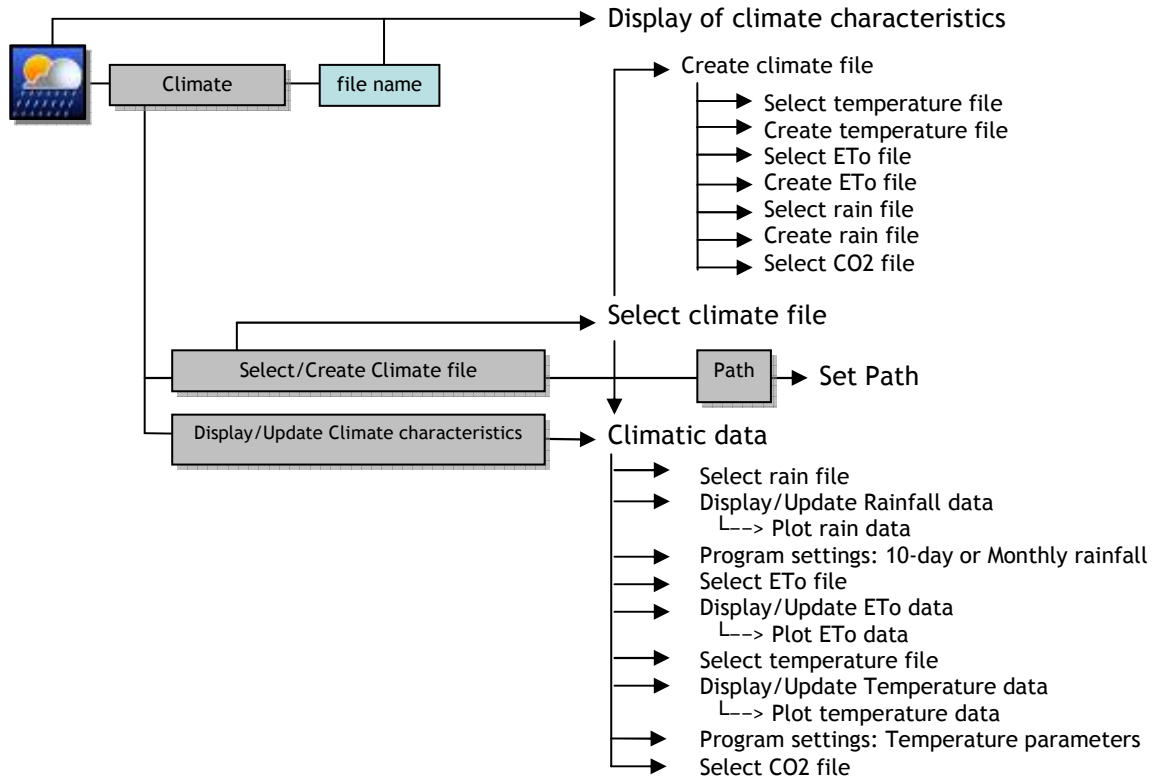 Display of climate characteristics
Climate
file name
Create climate file
Select temperature file
Create temperature file
Select ETo file
Create ETo file
Select rain file
Create rain file
Select CO2 file
Select climate file
Select/Create Climate file
Path
Set Path
Display/Update Climate characteristics
Climatic data
Select rain file
Display/Update Rainfall data
└--> Plot rain data
Program settings: 10-day or Monthly rainfall
Select ETo file
Display/Update ETo data
└--> Plot ETo data
Select temperature file
Display/Update Temperature data
└--> Plot temperature data
Program settings: Temperature parameters
Select CO2 file